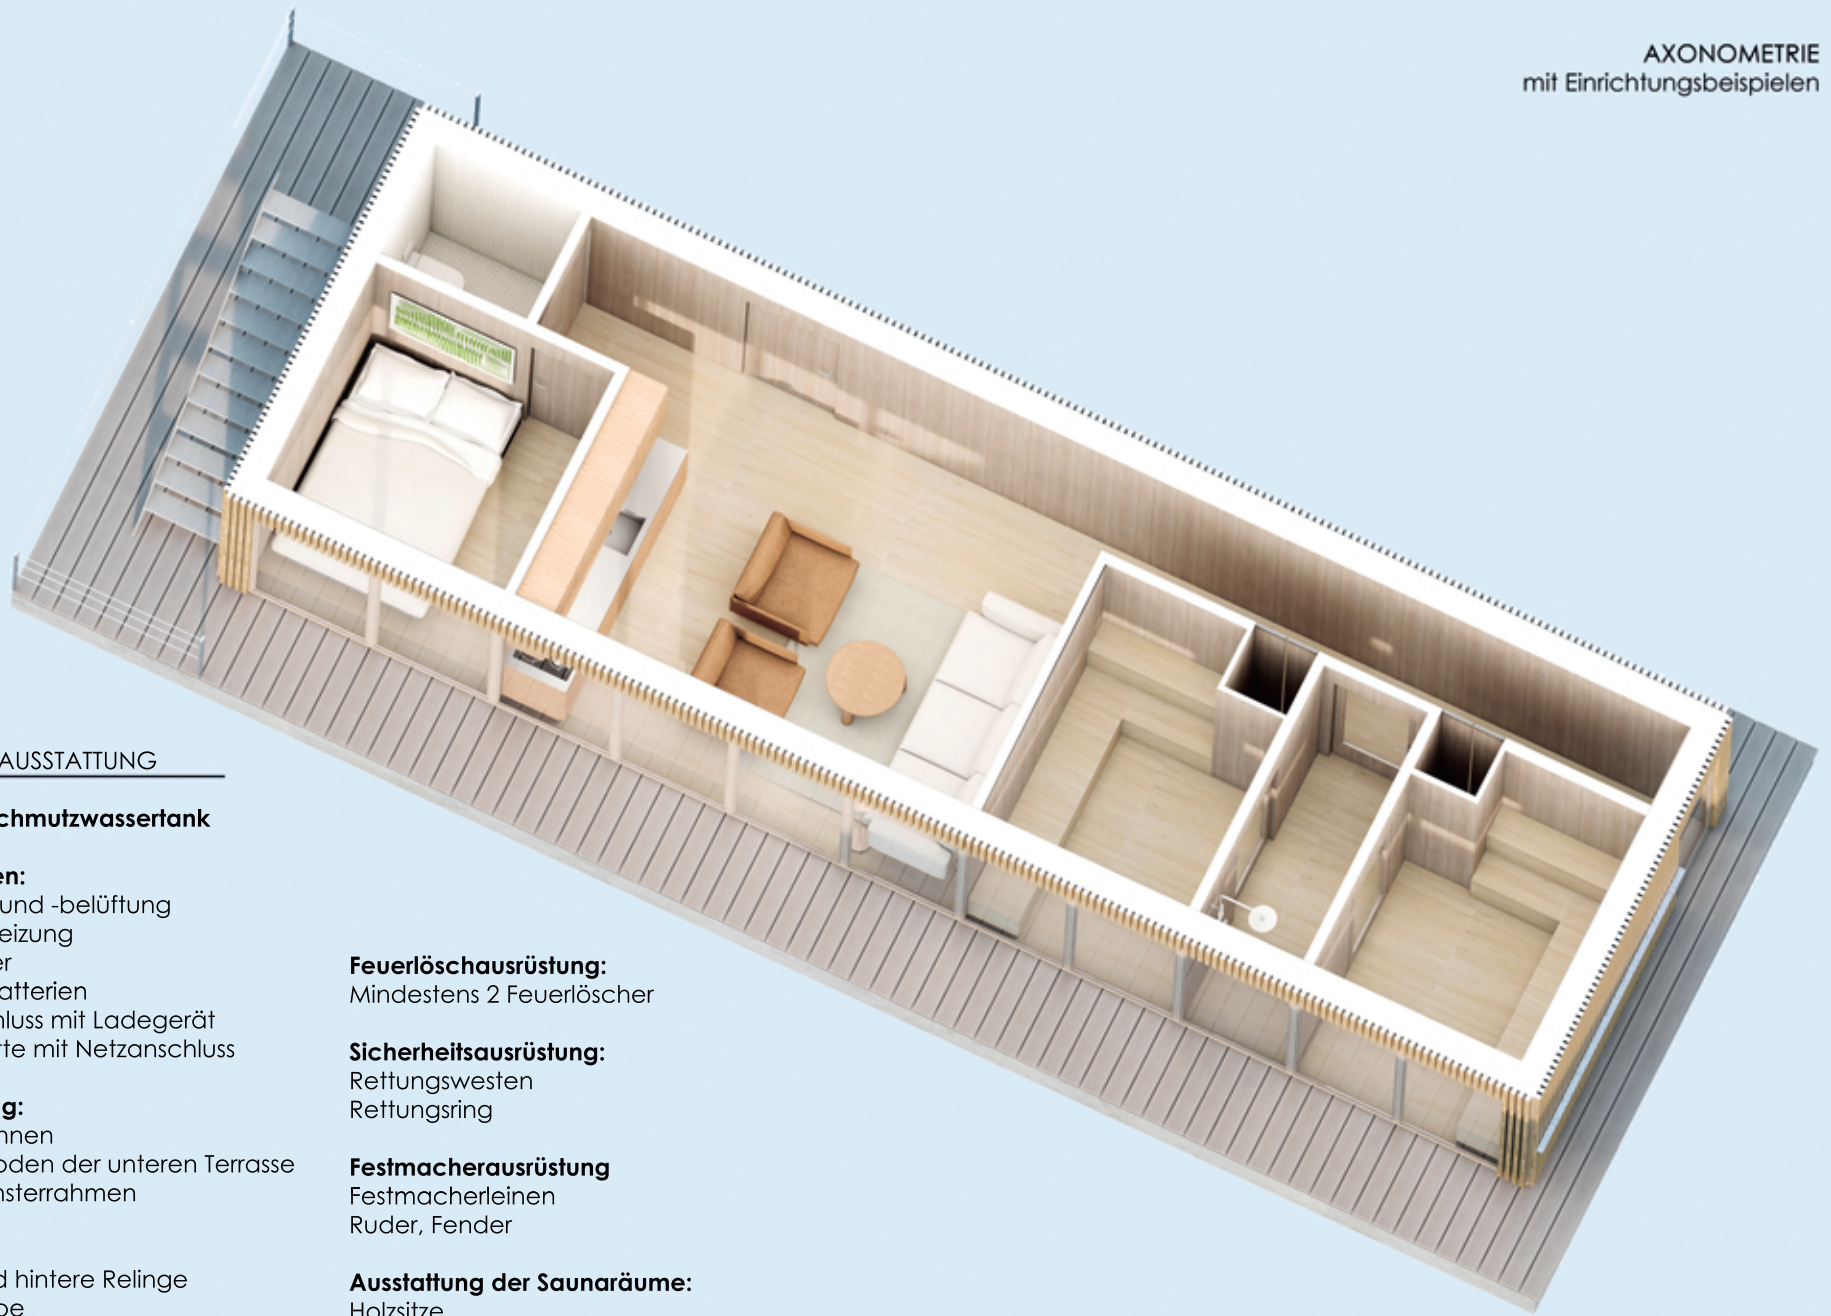 AXONOMETRIE
mit Einrichtungsbeispielen
AUSSTATTUNG
chmutzwassertank
en:
und -belüftung
eizung
er
atterien
hluss mit Ladegerät
tte mit Netzanschluss
g:
nnen
oden der unteren Terrasse
nsterrahmen
d hintere Relinge
pe
Feuerlöschausrüstung:
Mindestens 2 Feuerlöscher
Sicherheitsausrüstung:
Rettungswesten
Rettungsring
Festmacherausrüstung
Festmacherleinen
Ruder, Fender
Ausstattung der Saunaräume:
Holzsitze